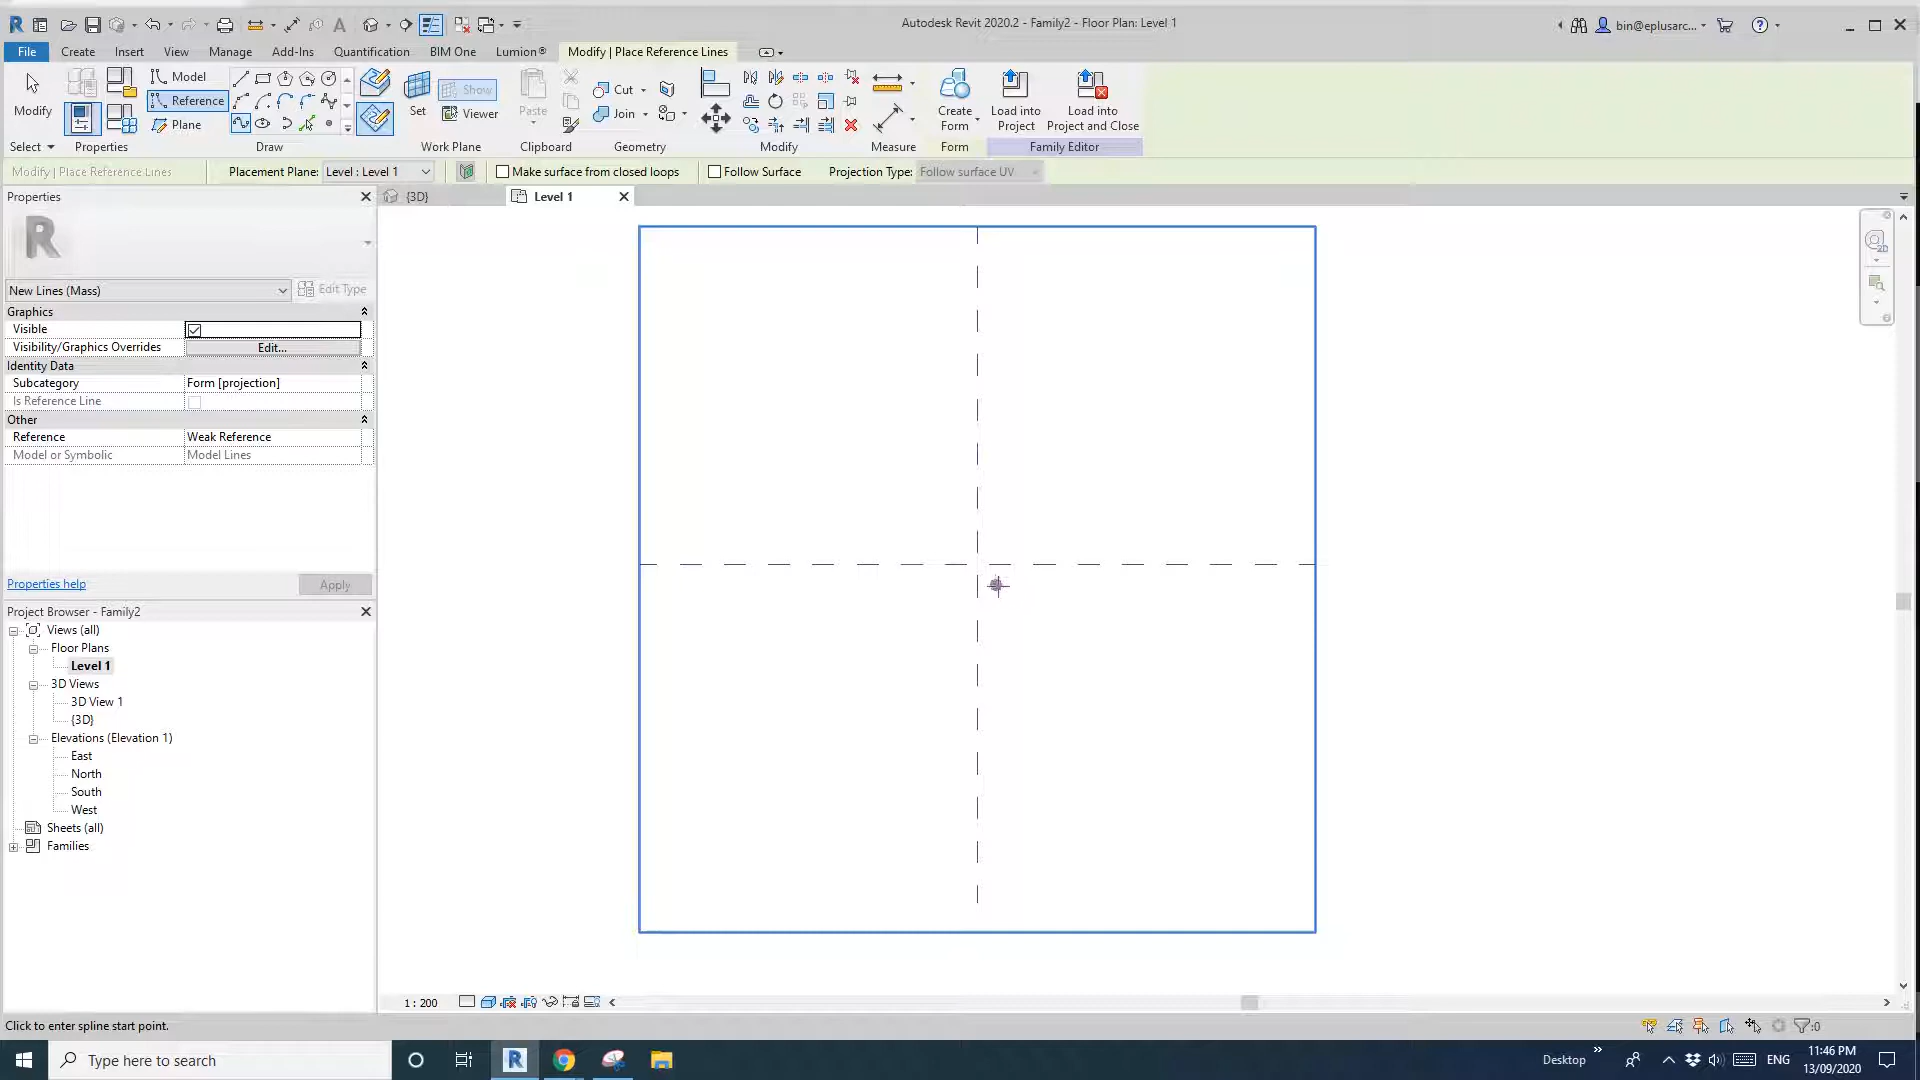 Autodesk Revit 2020.2 - Family2 - Floor Plan: Level 1
bin@eplusarc...
File Create Insert View Manage Add-Ins Quantification BIM One Lumion® Modify | Place Reference Lines
Modify
Model
Reference
Plane
Set
Show
Viewer
Paste
Cut
Join
Create Form
Load into Project
Load into Project and Close
Select Properties Draw Work Plane Clipboard Geometry Modify Measure Form Family Editor
Modify | Place Reference Lines Placement Plane: Level : Level 1 Make surface from closed loops Follow Surface Projection Type: Follow surface UV
Properties {3D} Level 1
R
2D
New Lines (Mass) Edit Type
Graphics
Visible
Visibility/Graphics Overrides Edit...
Identity Data
Subcategory Form [projection]
Is Reference Line
Other
Reference Weak Reference
Model or Symbolic Model Lines
Properties help Apply
Project Browser - Family2
Views (all)
Floor Plans
Level 1
3D Views
3D View 1
{3D}
Elevations (Elevation 1)
East
North
South
West
Sheets (all)
Families
1 : 200
Click to enter spline start point. :0
Type here to search Desktop ENG 11:46 PM
13/09/2020